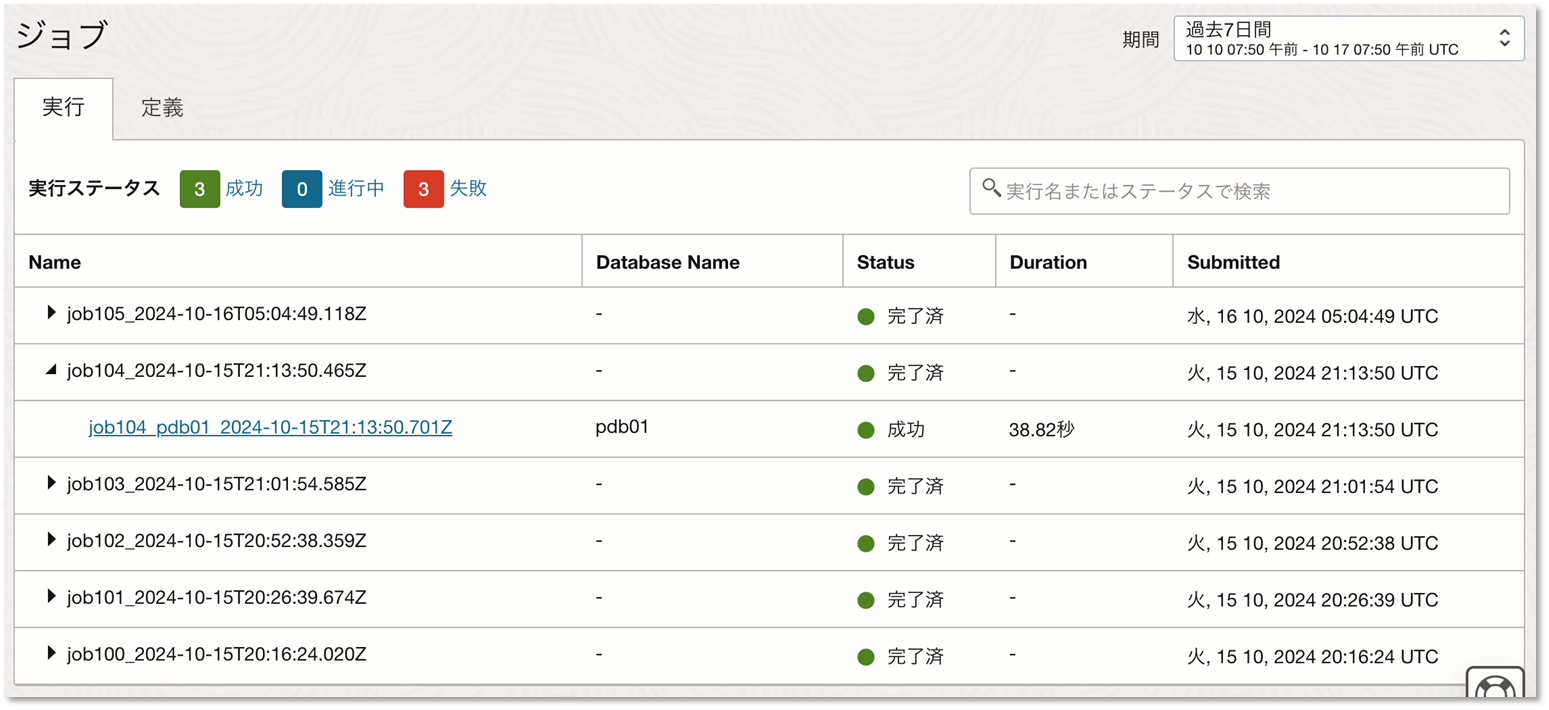 ジョブ
期間
過去7日間
10 10 07:50 午前 - 10 17 07:50 午前 UTC
実行
定義
実行ステータス 3 成功 0 進行中 3 失敗
実行名またはステータスで検索
Name Database Name Status Duration Submitted
job105_2024-10-16T05:04:49.118Z - 完了済 - 水, 16 10, 2024 05:04:49 UTC
job104_2024-10-15T21:13:50.465Z - 完了済 - 火, 15 10, 2024 21:13:50 UTC
job104_pdb01_2024-10-15T21:13:50.701Z pdb01 成功 38.82秒 火, 15 10, 2024 21:13:50 UTC
job103_2024-10-15T21:01:54.585Z - 完了済 - 火, 15 10, 2024 21:01:54 UTC
job102_2024-10-15T20:52:38.359Z - 完了済 - 火, 15 10, 2024 20:52:38 UTC
job101_2024-10-15T20:26:39.674Z - 完了済 - 火, 15 10, 2024 20:26:39 UTC
job100_2024-10-15T20:16:24.020Z - 完了済 - 火, 15 10, 2024 20:16:24 UTC